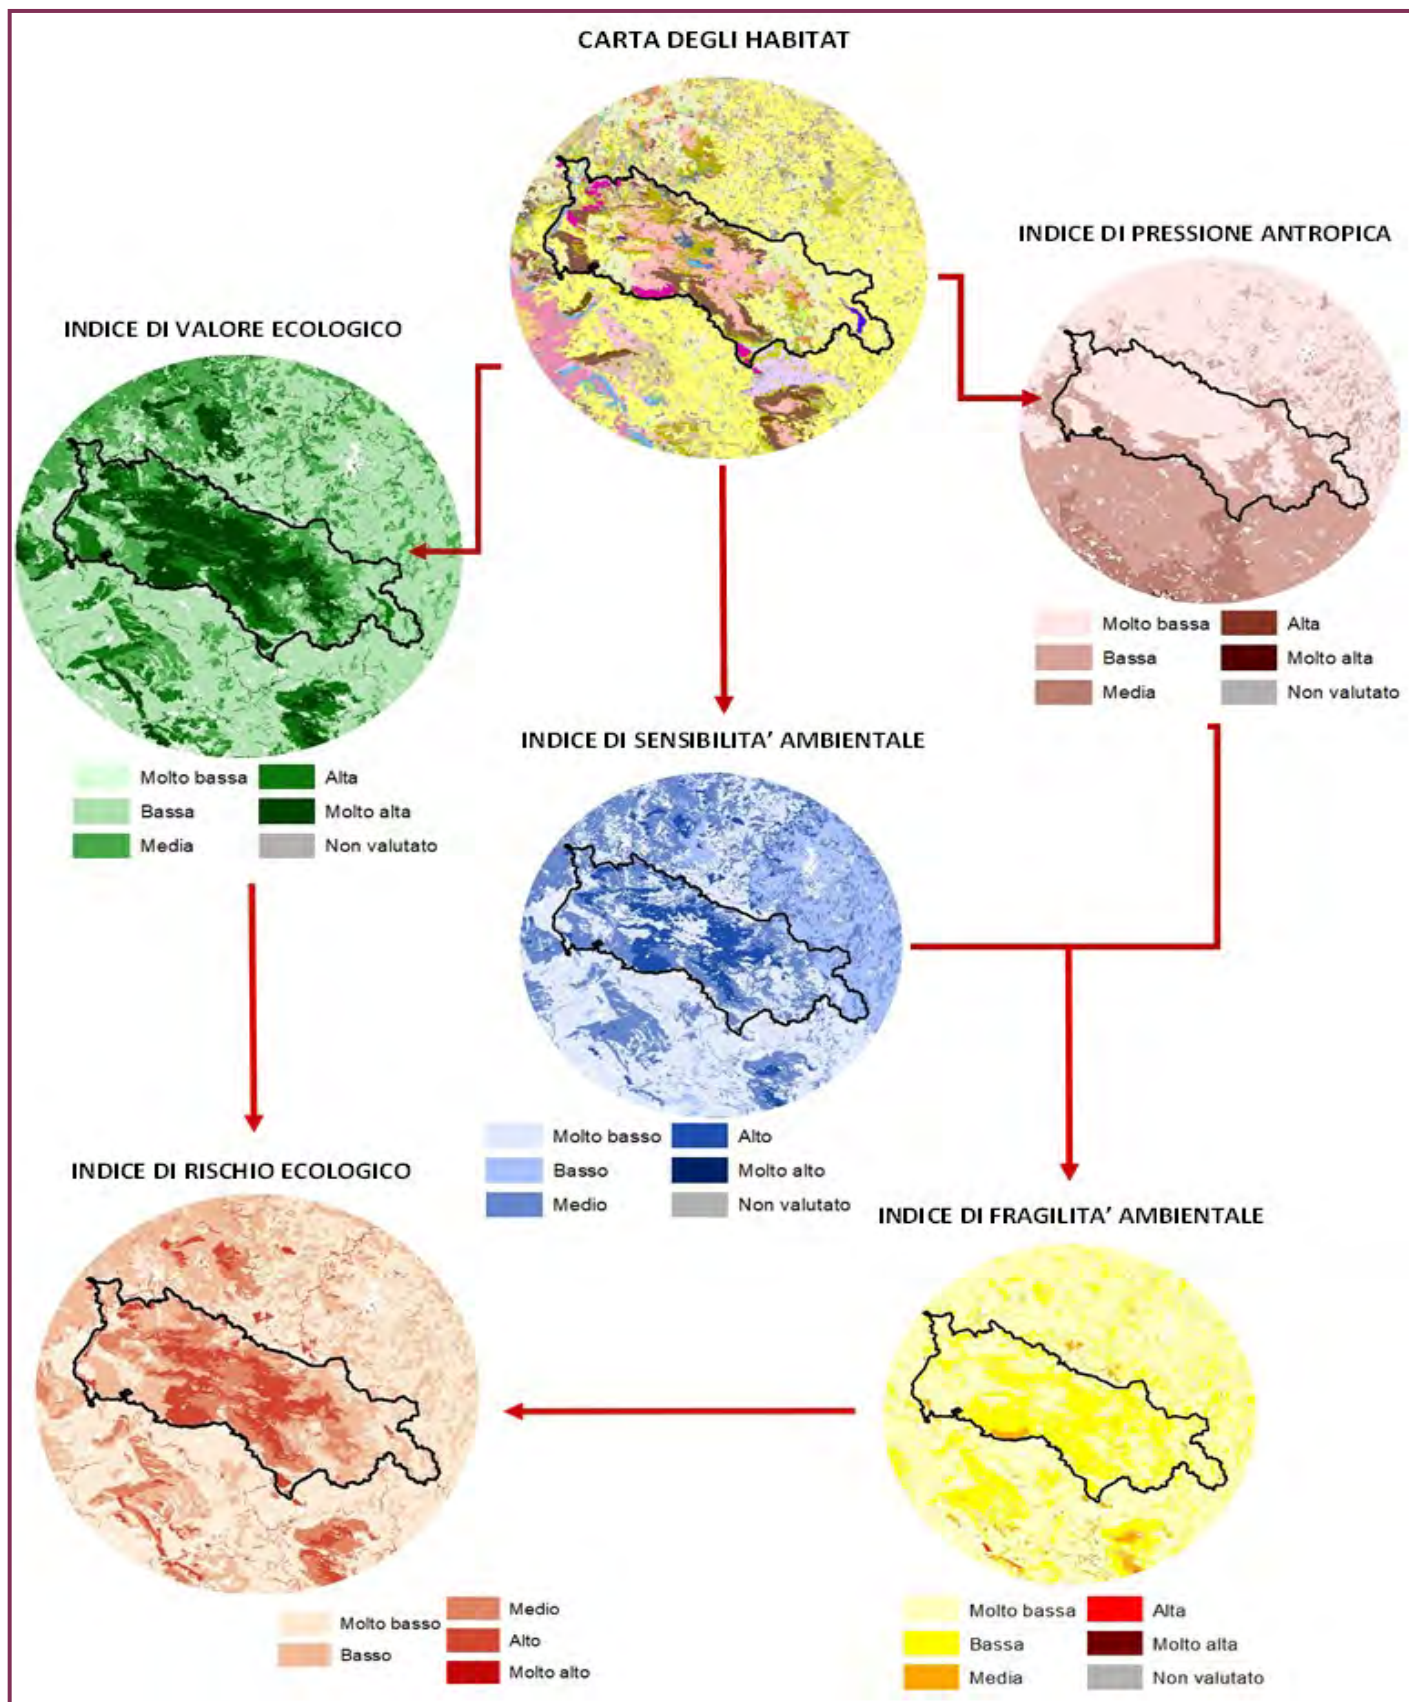 CARTA DEGLI HABITAT
INDICE DI PRESSIONE ANTROPICA
INDICE DI VALORE ECOLOGICO
Molto bassa Alta
Bassa Molto alta
Media Non valutato
INDICE DI SENSIBILITA' AMBIENTALE
Molto bassa Alta
Bassa Molto alta
Media Non valutato
Molto basso Alto
Basso Molto alto
Medio Non valutato
INDICE DI RISCHIO ECOLOGICO
INDICE DI FRAGILITA' AMBIENTALE
Molto basso Medio
Basso Alto
Molto alto
Molto bassa Alta
Bassa Molto alta
Media Non valutato